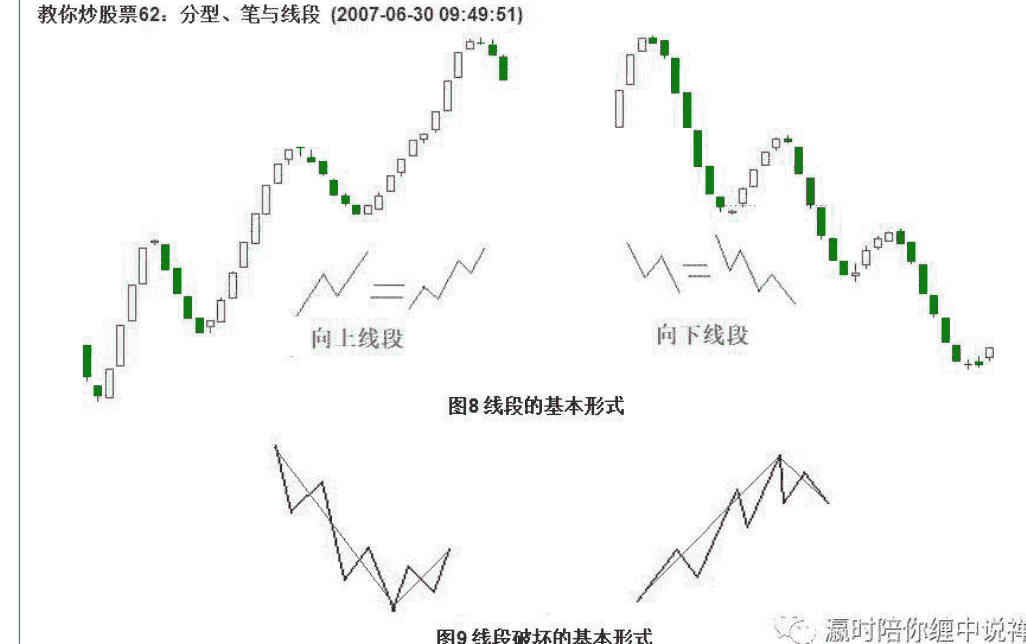 教你炒股票62：分型、笔与线段 (2007-06-30 09:49:51)
向上线段
向下线段
图8 线段的基本形式
图9 线段破坏的基本形式
瀛时陪你缠中说禅